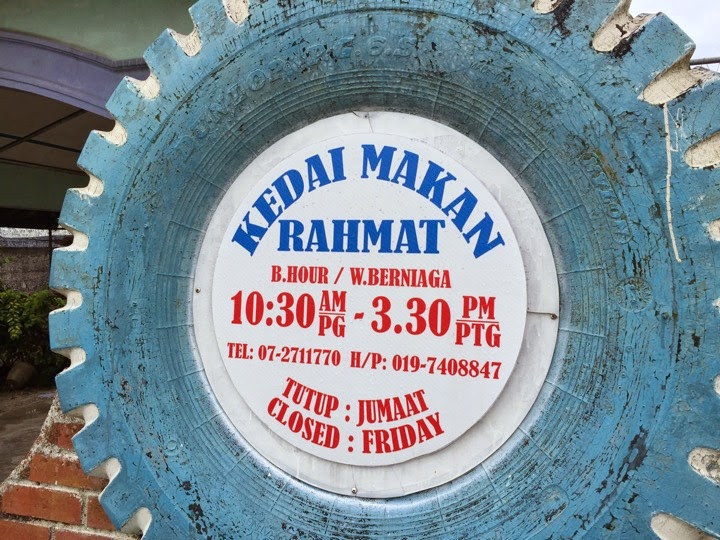 KEDAI MAKAN
RAHMAT
B.HOUR / W.BERNIAGA
10:30 AM/PG - 3.30 PM/PTG
TEL: 07-2711770 H/P: 019-7408847
TUTUP : JUMAAT
CLOSED : FRIDAY